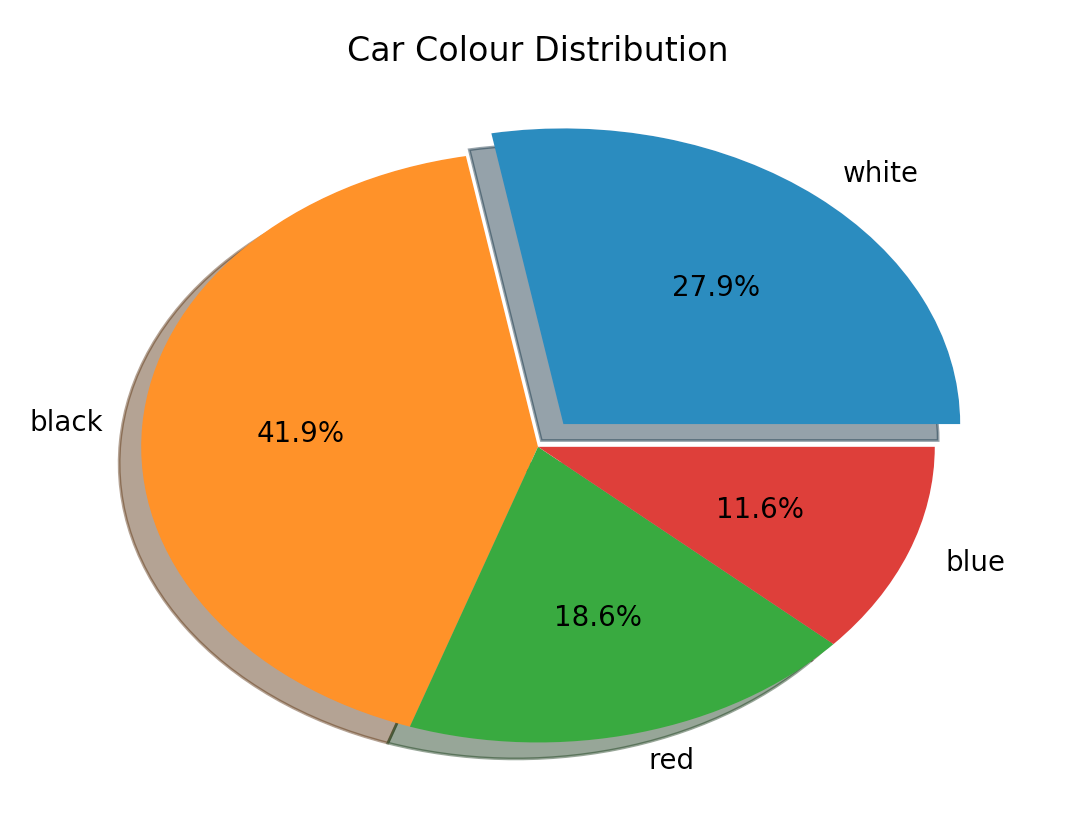 Car Colour Distribution
white
27.9%
black
41.9%
11.6%
blue
18.6%
red